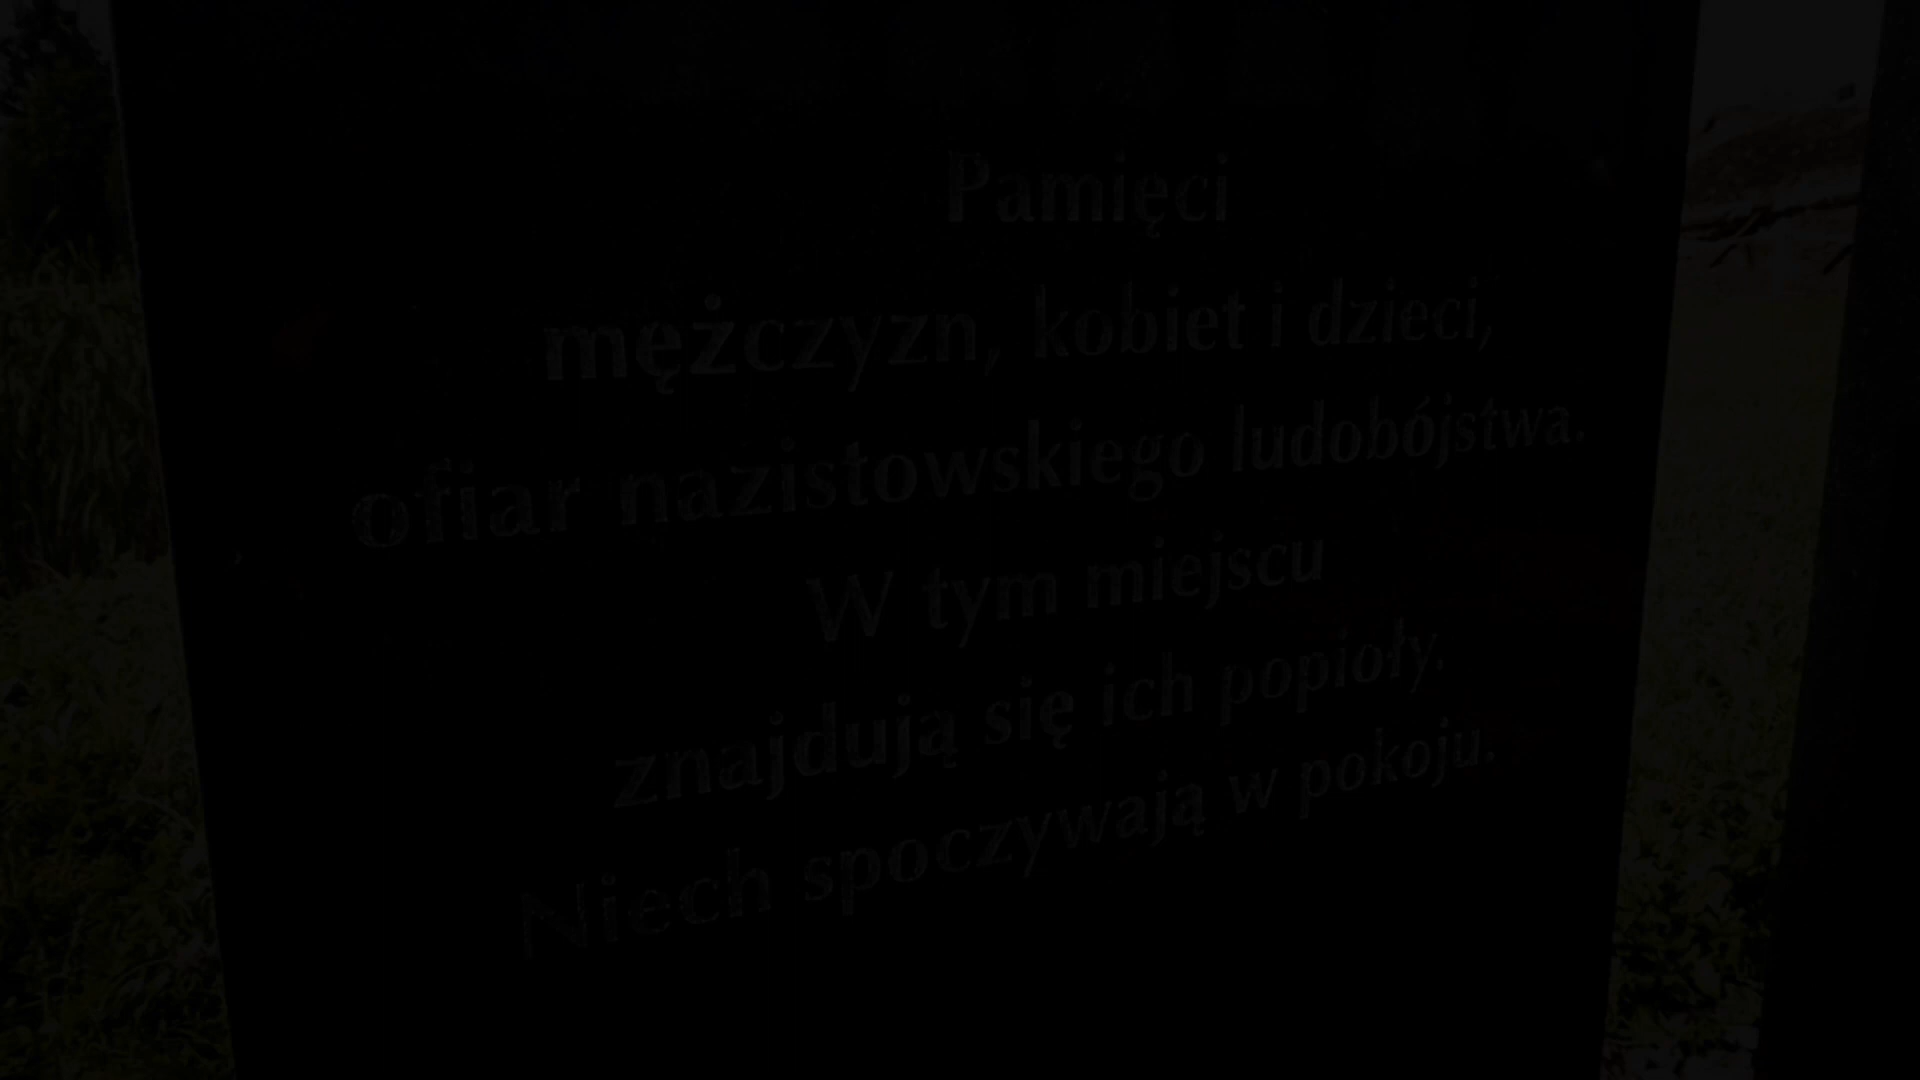 Pamięci
mężczyzn, kobiet i dzieci,
ofiar nazistowskiego ludobójstwa.
W tym miejscu
znajdują się ich popioły.
Niech spoczywają w pokoju.